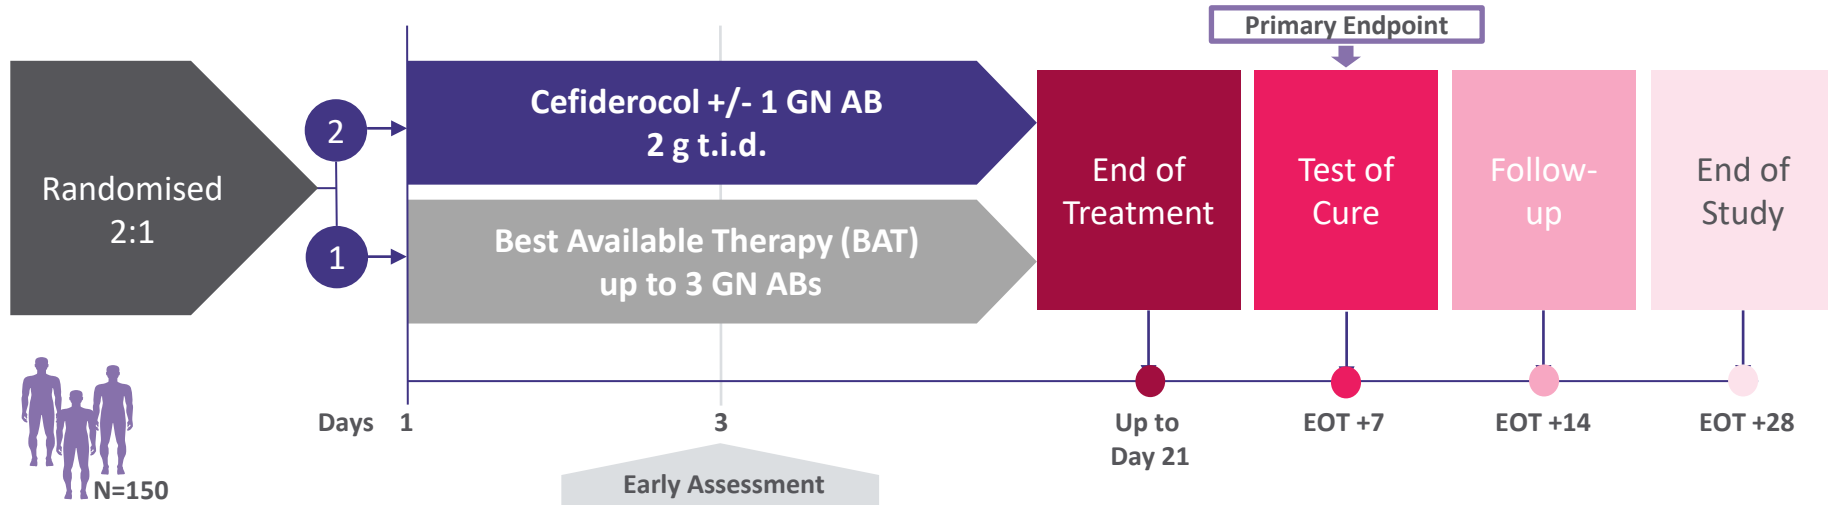 Primary Endpoint
Randomised
2:1
2
1
Cefiderocol +/- 1 GN AB
2 g t.i.d.
Best Available Therapy (BAT)
up to 3 GN ABs
End of
Treatment
Test of
Cure
Follow-
up
End of
Study
N=150
Days 1
3
Up to
Day 21
EOT +7
EOT +14
EOT +28
Early Assessment